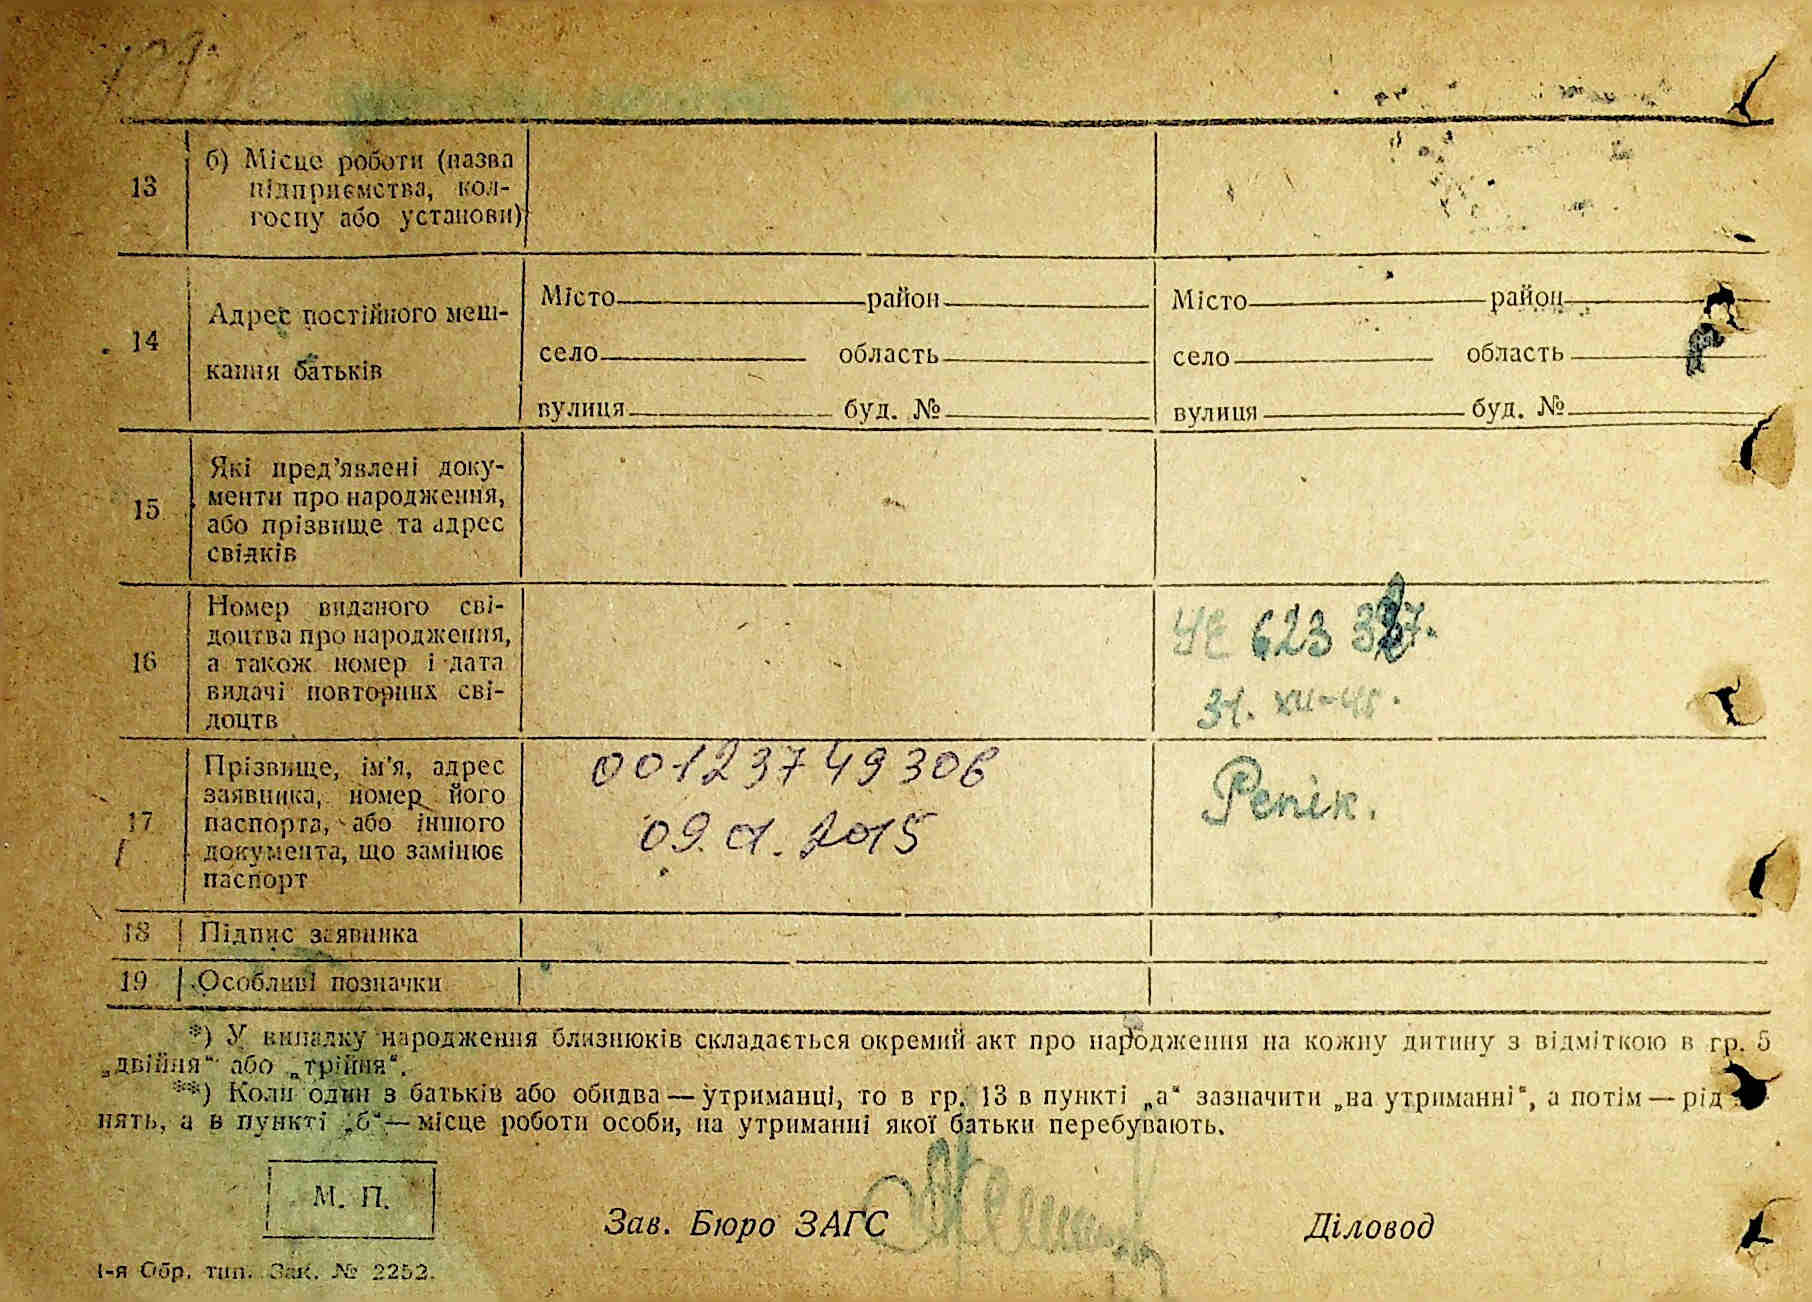 13
б) Місце роботи (назва
підприємства, кол-
госпу або установи)
14
Адрес постійного меш-
кання батьків
Місто район
село область
вулиця буд. №
Місто район
село область
вулиця буд. №
15
Які пред’явлені доку-
менти про народження,
або прізвище та адрес
свідків
16
Номер виданого сві-
доцтва про народження,
а також номер і дата
видачі повторних сві-
доцтв
623
31. XII-48.
17
Прізвище, ім’я, адрес
заявника, номер його
паспорта, або іншого
документа, що замінює
паспорт
00123749306
09.01.2015
Репік.
18 Підпис заявника
19 Особливі позначки
*) У випадку народження близнюків складається окремий акт про народження на кожну дитину з відміткою в гр. 5
„двійня“ або „трійня“.
**) Коли один з батьків або обидва — утриманці, то в гр. 13 в пункті „а“ зазначити „на утриманні“, а потім — рід
нять, а в пункті „б“ — місце роботи особи, на утриманні якої батьки перебувають.
М. П.
Зав. Бюро ЗАГС
Діловод
1-я Обр. тип. Зак. № 2252.